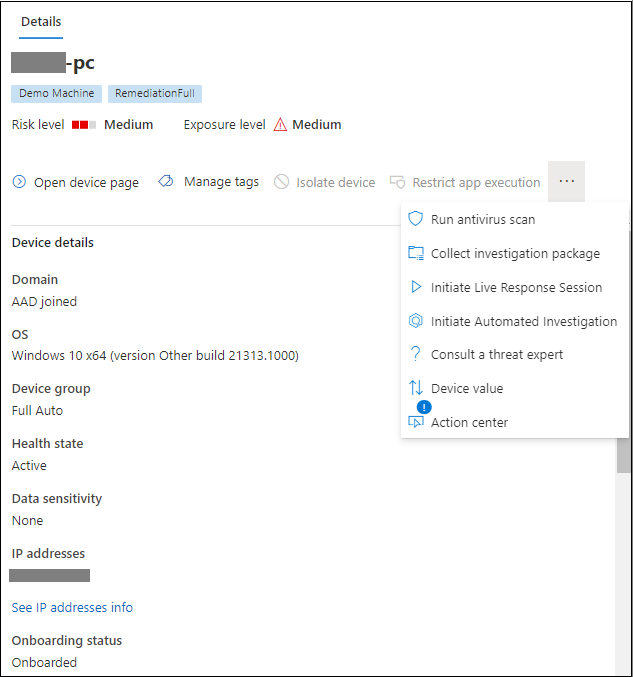 Details
-pc
Demo Machine RemediationFull
Risk level Medium Exposure level Medium
Open device page Manage tags Isolate device Restrict app execution ...
Run antivirus scan
Collect investigation package
Initiate Live Response Session
Initiate Automated Investigation
Consult a threat expert
Device value
Action center
Device details
Domain
AAD joined
OS
Windows 10 x64 (version Other build 21313.1000)
Device group
Full Auto
Health state
Active
Data sensitivity
None
IP addresses
See IP addresses info
Onboarding status
Onboarded